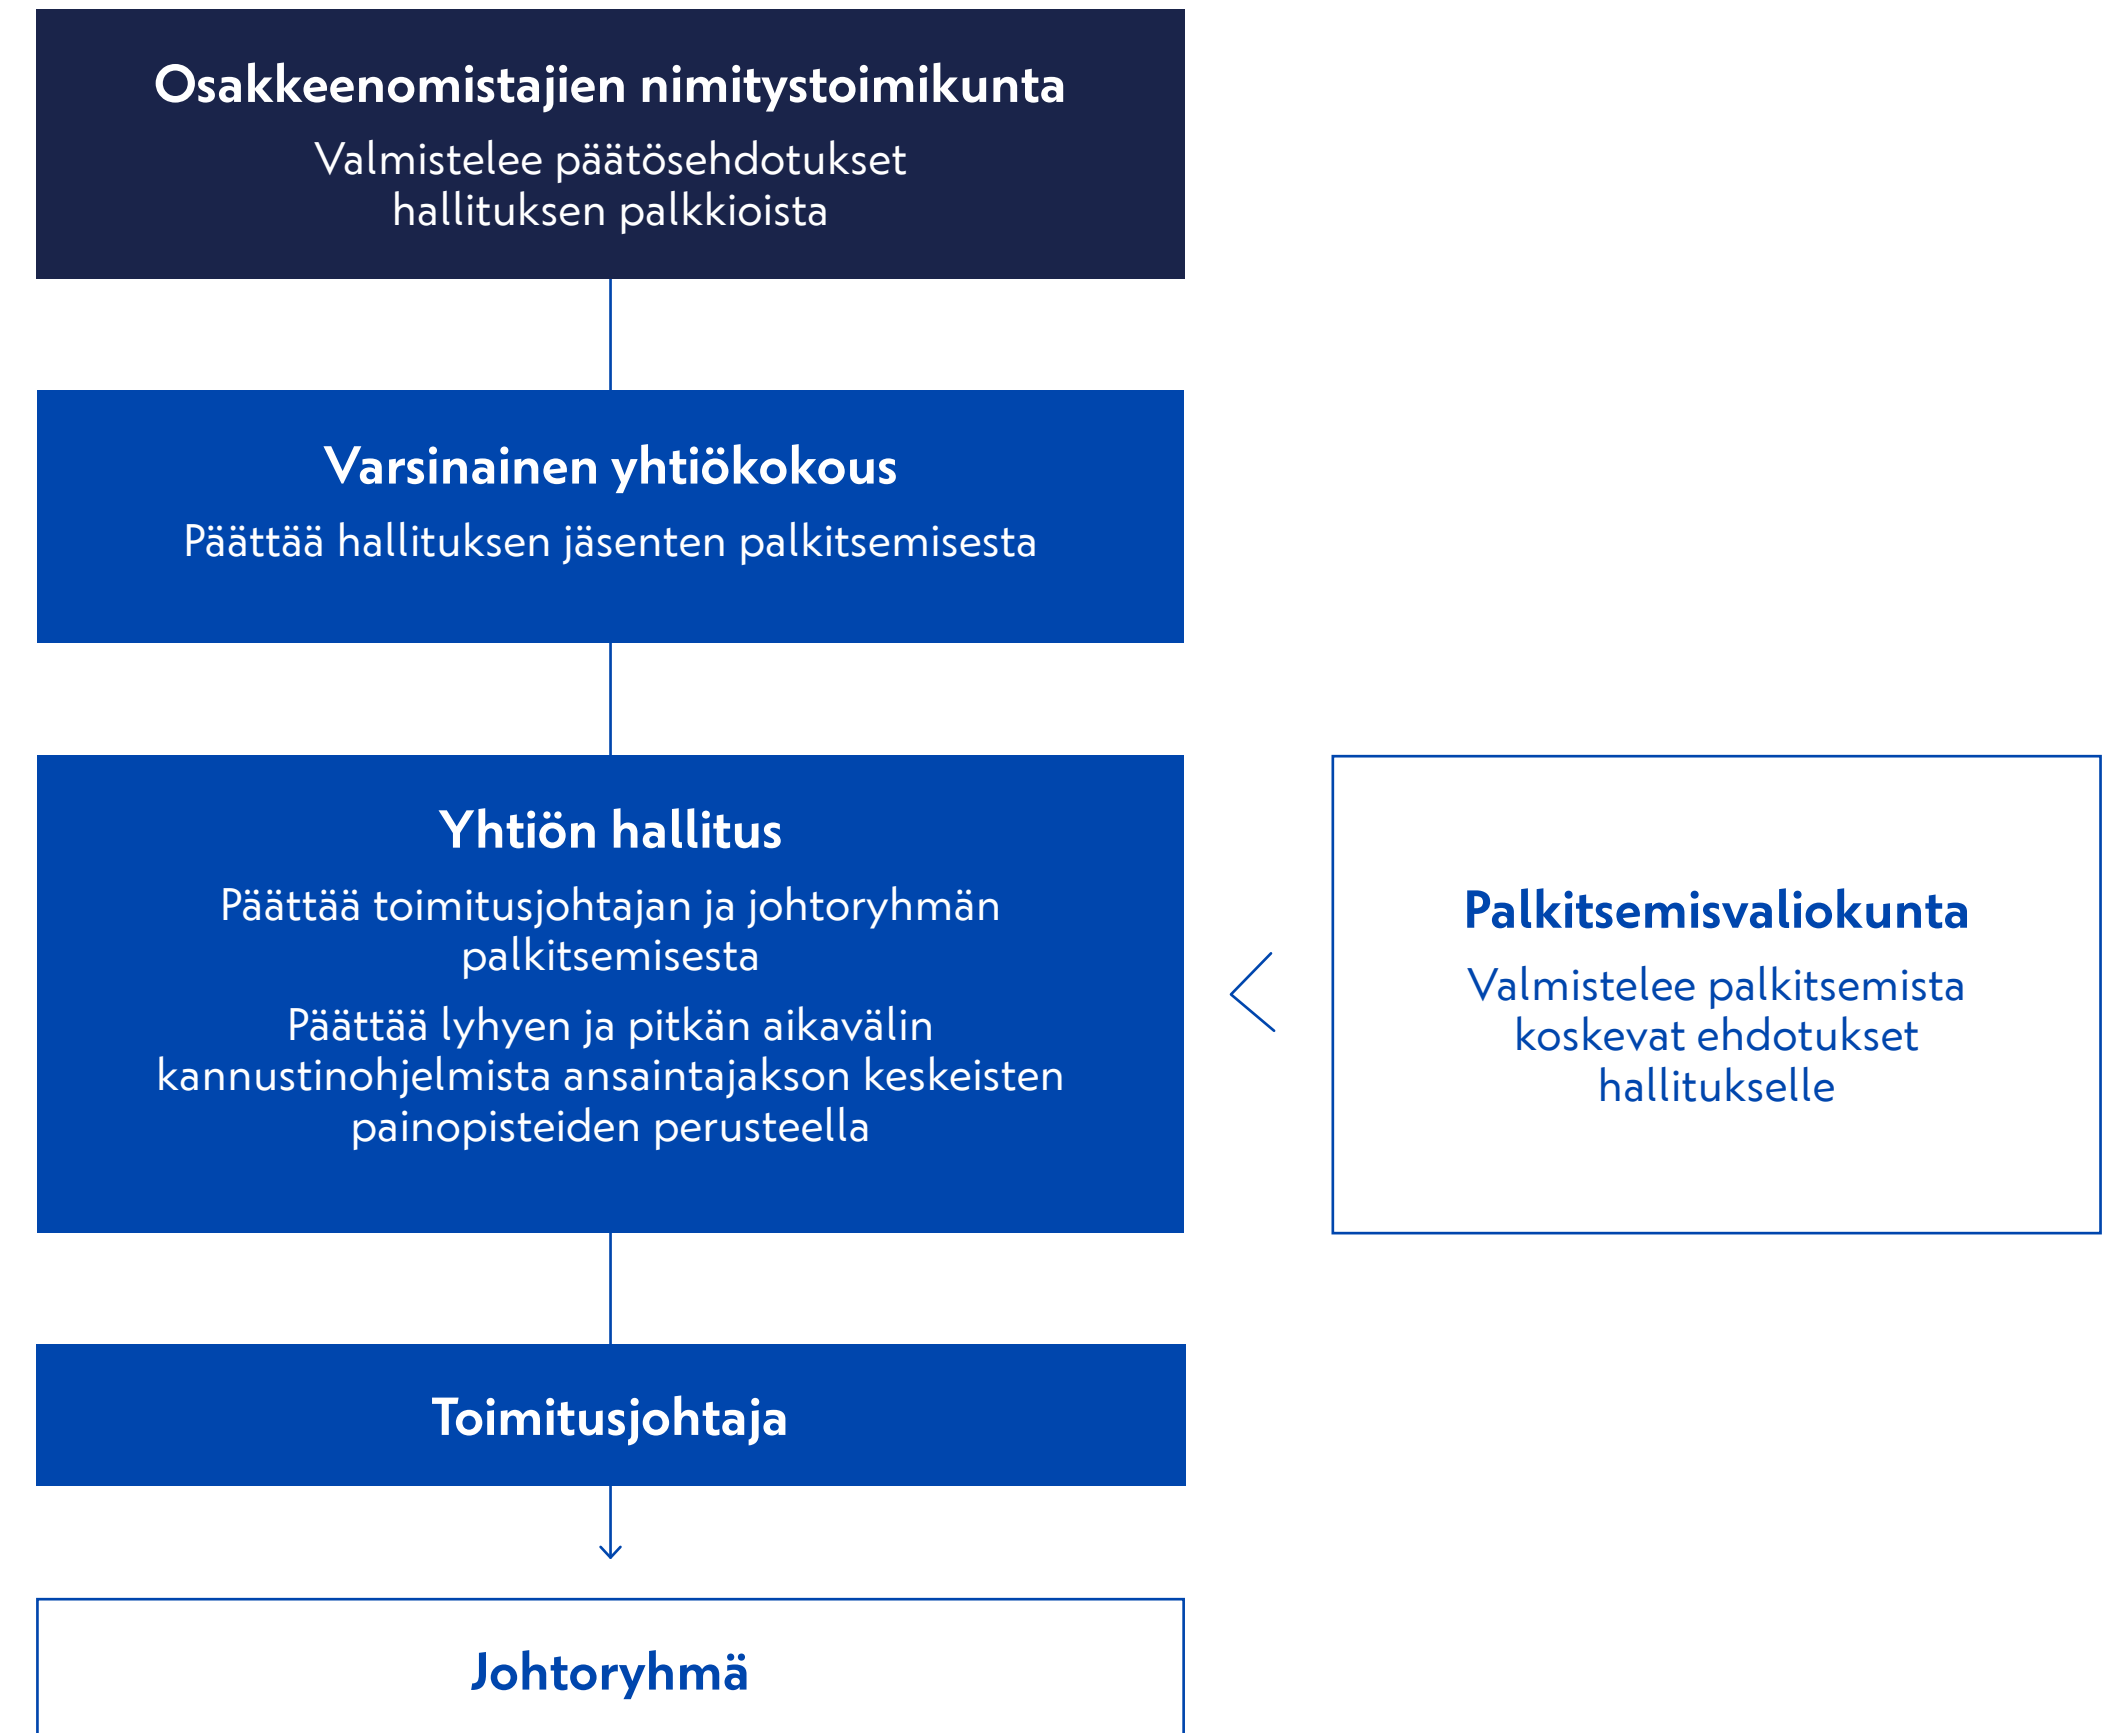 Osakkeenomistajien nimitystoimikunta
Valmistelee päätösehdotukset
hallituksen palkkioista
Varsinainen yhtiökokous
Päättää hallituksen jäsenten palkitsemisesta
Yhtiön hallitus
Päättää toimitusjohtajan ja johtoryhmän
palkitsemisesta
Päättää lyhyen ja pitkän aikavälin
kannustinohjelmista ansaintajakson keskeisten
painopisteiden perusteella
Palkitsemisvaliokunta
Valmistelee palkitsemista
koskevat ehdotukset
hallitukselle
Toimitusjohtaja
Johtoryhmä